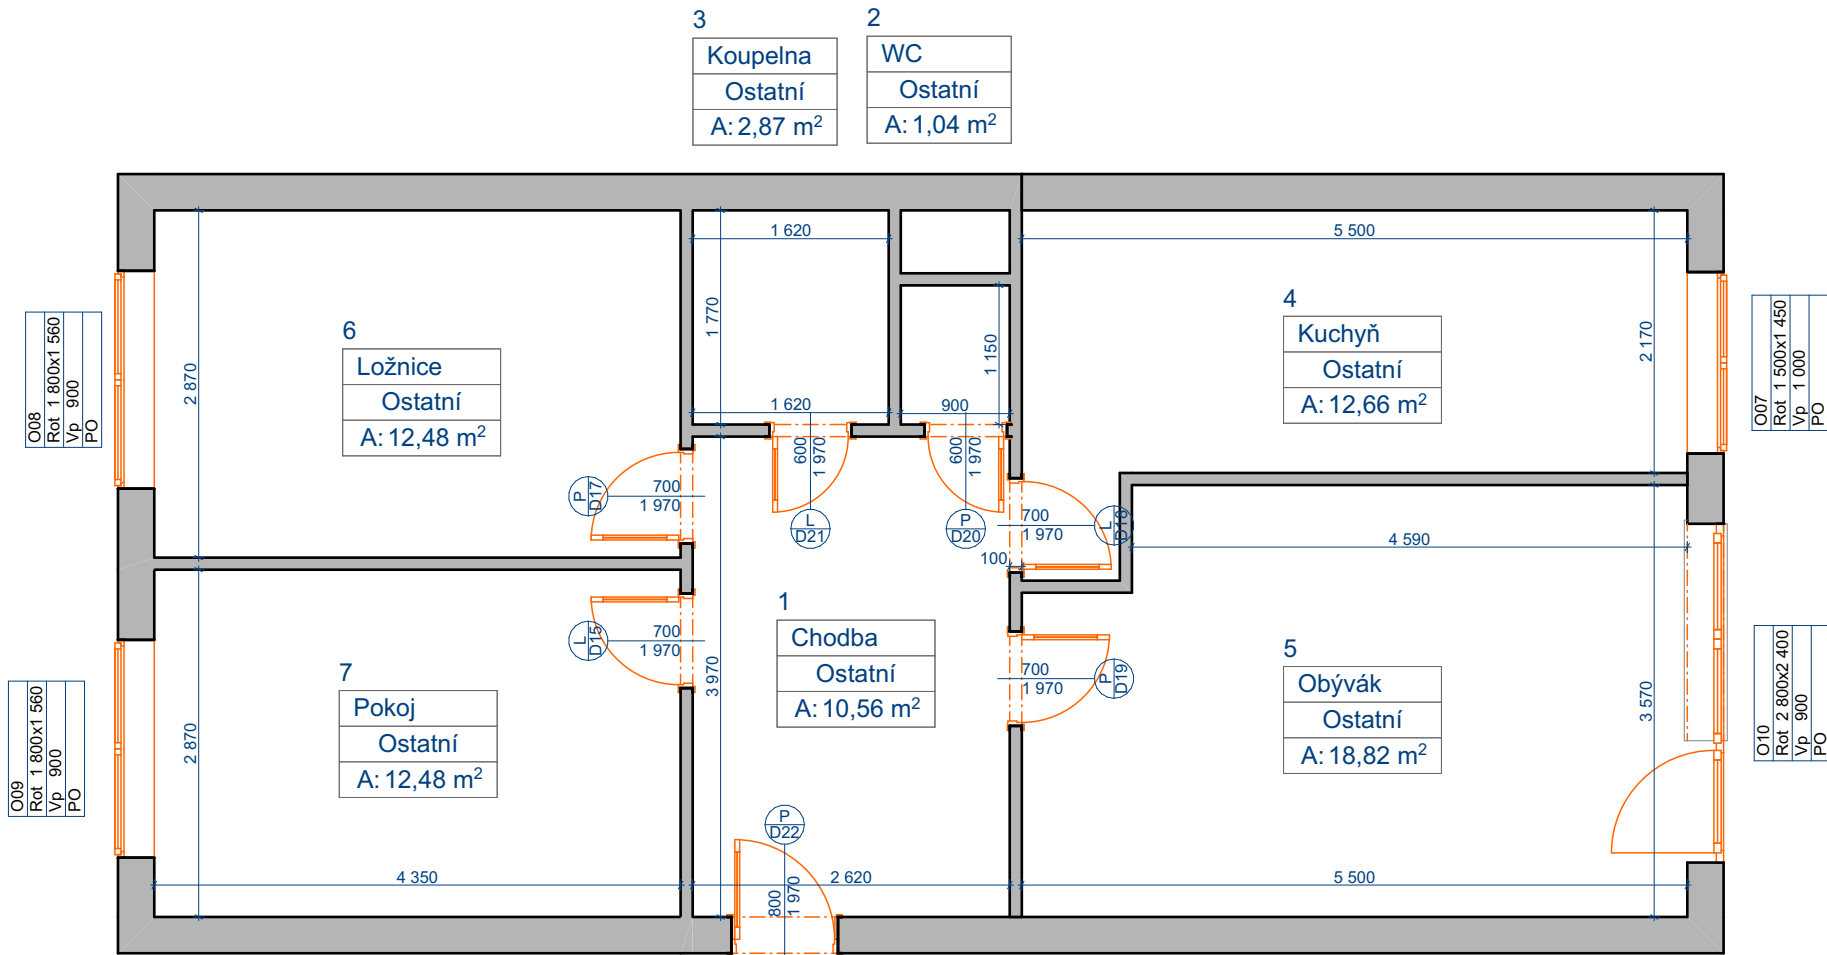 3
Koupelna
Ostatní
A: 2,87 m²
2
WC
Ostatní
A: 1,04 m²
1 620
5 500
1 770
1 150
2 170
2 870
6
Ložnice
Ostatní
A: 12,48 m²
4
Kuchyň
Ostatní
A: 12,66 m²
O08
Rot 1 800x1 560
Vp 900
PO
O07
Rot 1 500x1 450
Vp 1 000
PO
1 620
900
600
1 970
L
D21
600
1 970
P
D20
P
D17
700
1 970
700
1 970
L
D18
100
4 590
L
D15
700
1 970
700
1 970
P
D19
1
Chodba
Ostatní
A: 10,56 m²
3 970
7
Pokoj
Ostatní
A: 12,48 m²
2 870
5
Obývák
Ostatní
A: 18,82 m²
3 570
O09
Rot 1 800x1 560
Vp 900
PO
O10
Rot 2 800x2 400
Vp 900
PO
P
D22
800
1 970
4 350
2 620
5 500